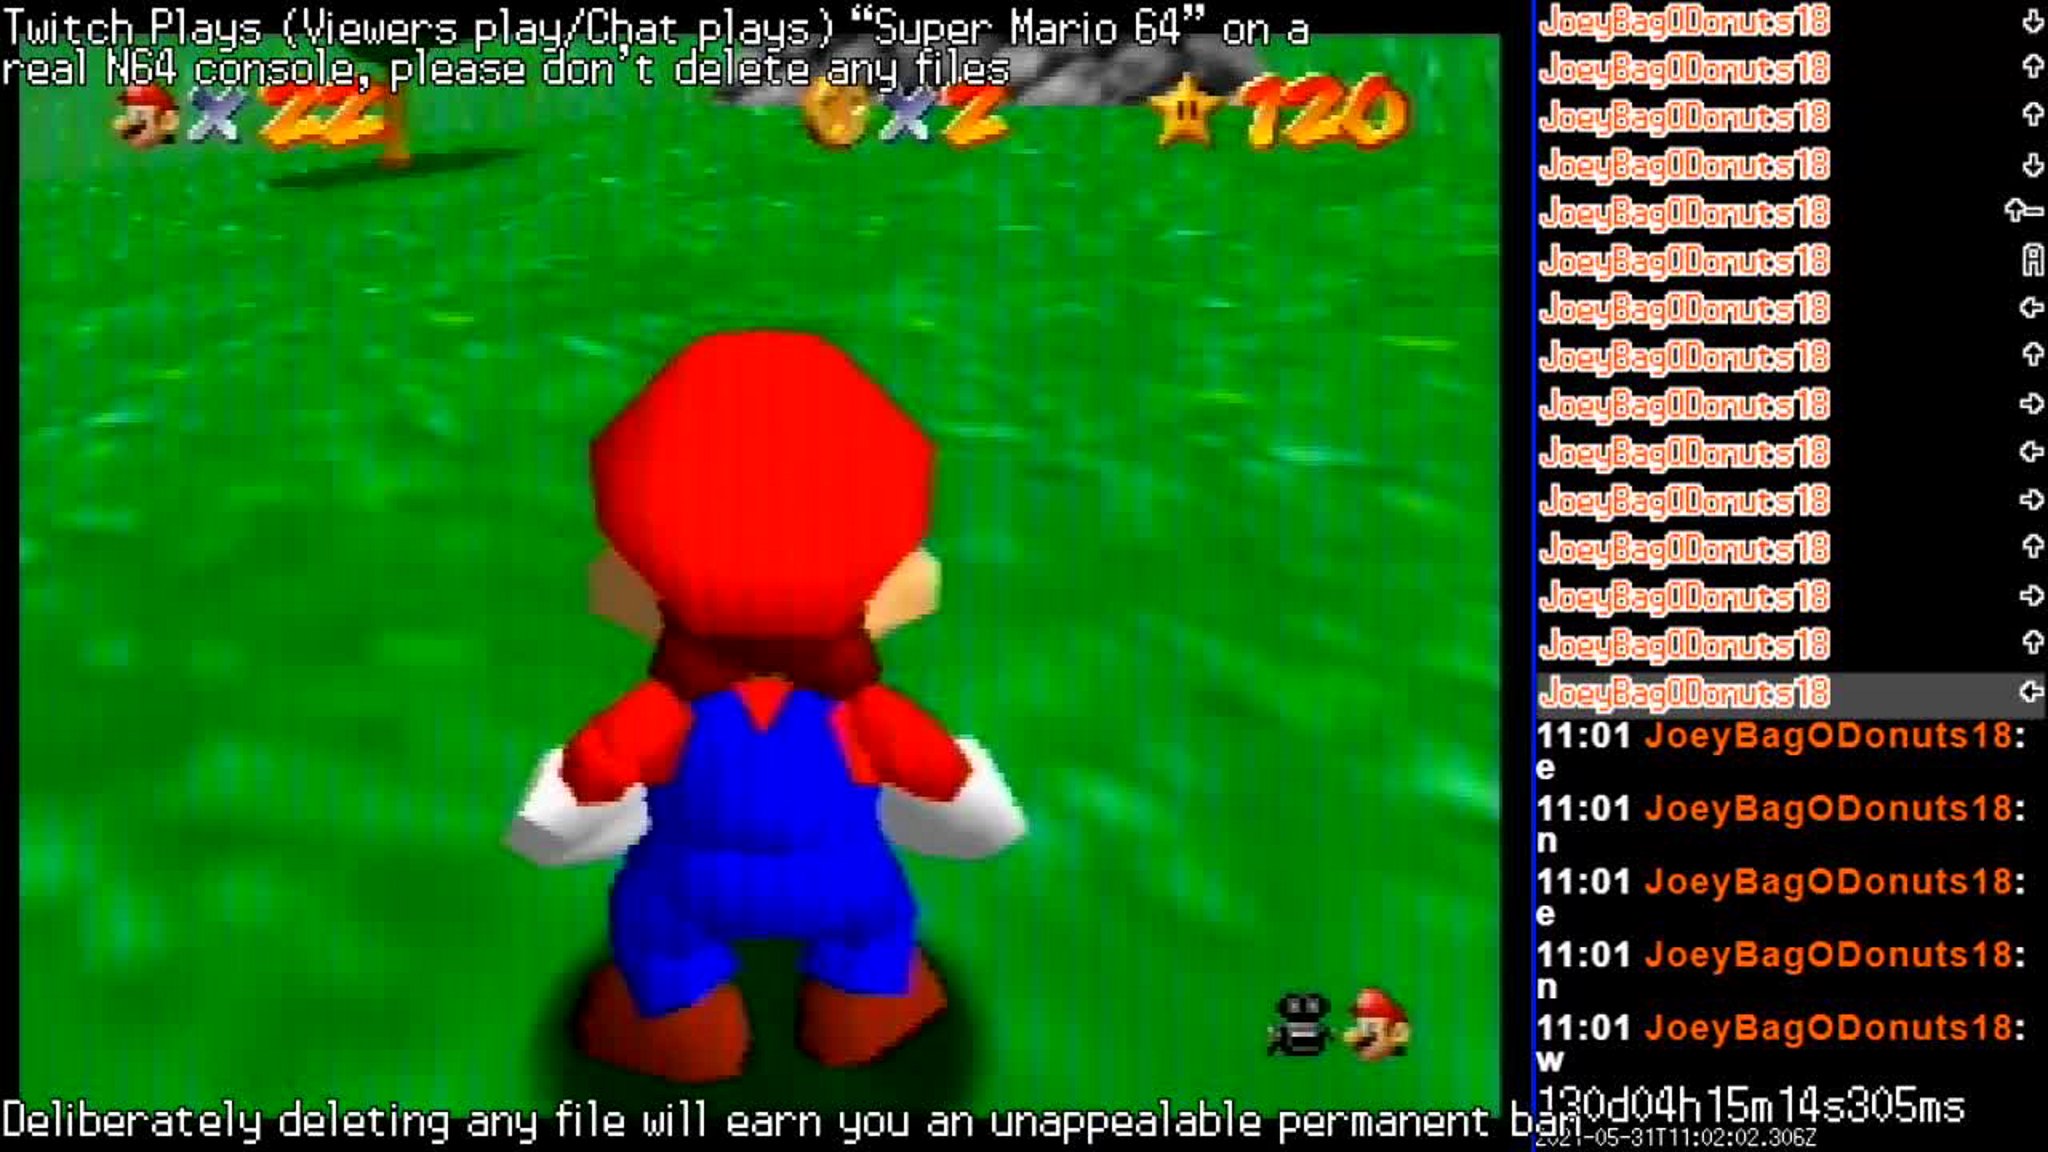 Twitch Plays (Viewers play/Chat plays) “Super Mario 64” on a
real N64 console, please don't delete any files
x 22
x 2
120
JoeyBagODonuts18
JoeyBagODonuts18
JoeyBagODonuts18
JoeyBagODonuts18
JoeyBagODonuts18
JoeyBagODonuts18 A
JoeyBagODonuts18
JoeyBagODonuts18
JoeyBagODonuts18
JoeyBagODonuts18
JoeyBagODonuts18
JoeyBagODonuts18
JoeyBagODonuts18
JoeyBagODonuts18
JoeyBagODonuts18
11:01 JoeyBagODonuts18:
e
11:01 JoeyBagODonuts18:
n
11:01 JoeyBagODonuts18:
e
11:01 JoeyBagODonuts18:
n
11:01 JoeyBagODonuts18:
w
Deliberately deleting any file will earn you an unappealable permanent ban
130d04h15m14s305ms
2021-05-31T11:02:02.306Z